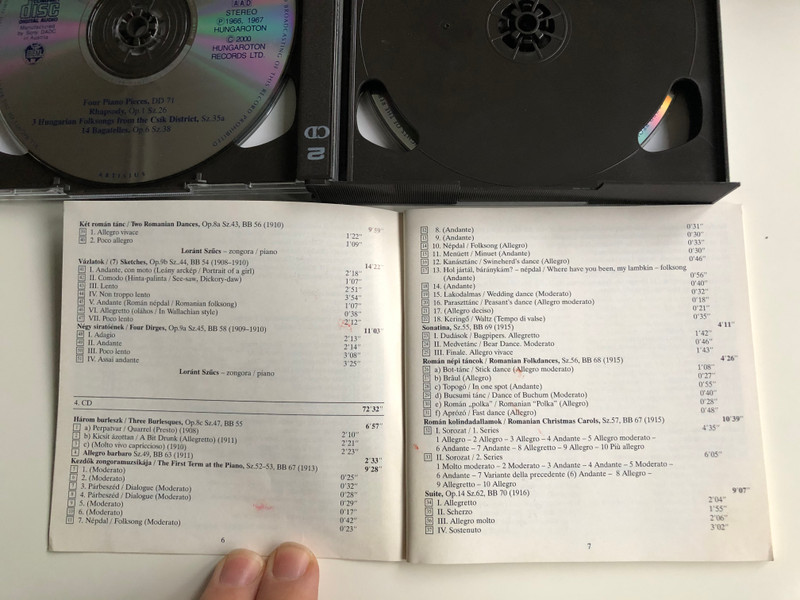 DIGITAL AUDIO
Manufactured
by Sony DADC
in Austria
AAD
STEREO
Ⓟ 1966, 1967
HUNGAROTON
© 2000
HUNGAROTON
RECORDS LTD.
BROADCASTING OF THIS RECORD PROHIBITED
Four Piano Pieces, DD-71
Rhapsody, Op.1 Sz.26
3 Hungarian Folksongs from the Csík District, Sz.35a
14 Bagatelles, Op.6 Sz.38
CD 2
Két román tánc / Two Romanian Dances, Op.8a Sz.43, BB 56 (1910)
1. Allegro vivace 1'22"
2. Poco allegro 1'09"
Loránt Szűcs – zongora / piano
Vázlatok / (7) Sketches, Op.9b Sz.,44, BB 54 (1908–1910) 14'21"
I. Andante, con moto (Leány arckép / Portrait of a girl) 2'18"
II. Comodo (Hinta-palinta / See-saw, Dickory-daw) 1'07"
III. Lento 2'51"
IV. Non troppo lento 3'54"
V. Andante (Román népdal / Romanian folksong) 1'07"
VI. Allegretto (oláhos / In Wallachian style) 0'38"
VII. Poco lento 2'12"
Négy siratóének / Four Dirges, Op.9a Sz.45, BB 58 (1909–1910) 11'03"
I. Adagio 2'13"
II. Andante 2'14"
III. Poco lento 3'08"
IV. Assai andante 3'25"
Loránt Szűcs – zongora / piano
4. CD 72'32"
Három burleszk / Three Burlesques, Op.8c Sz.47, BB 55 6'57"
1 a) Perpatvar / Quarrel (Presto) (1908) 2'10"
2 b) Kicsit ázottan / A Bit Drunk (Allegretto) (1911) 2'21"
3 c) (Molto vivo capriccioso) (1910) 2'23"
4 Allegro barbaro Sz.49, BB 63 (1911) 2'33"
Kezdők zongoramuzsikája / The First Term at the Piano, Sz.52–53, BB 67 (1913) 9'28"
1. (Moderato) 0'25"
2. (Moderato) 0'32"
3. Párbeszéd / Dialogue (Moderato) 0'28"
4. Párbeszéd / Dialogue (Moderato) 0'29"
5. (Moderato) 0'17"
6. (Moderato) 0'42"
7. Népdal / Folksong (Moderato) 0'23"
6
8. (Andante) 0'31"
9. (Andante) 0'30"
10. Népdal / Folksong (Allegro) 0'33"
11. Menüett / Minuet (Andante) 0'30"
12. Kanásztánc / Swineherd's dance (Allegro) 0'46"
13. Hol jártál, báránykám? – népdal / Where have you been, my lambkin – folksong
(Andante) 0'56"
14. (Andante) 0'40"
15. Lakodalmas / Wedding dance (Moderato) 0'32"
16. Paraszttánc / Peasant's dance (Allegro moderato) 0'18"
17. (Allegro deciso) 0'21"
18. Keringő / Waltz (Tempo di valse) 0'35"
Sonatina, Sz.55, BB 69 (1915) 4'11"
I. Dudások / Bagpipers. Allegretto 1'42"
II. Medvetánc / Bear Dance. Moderato 0'46"
III. Finale. Allegro vivace 1'43"
Román népi táncok / Romanian Folkdances, Sz.56, BB 68 (1915) 4'26"
a) Bot-tánc / Stick dance (Allegro moderato) 1'08"
b) Brâul (Allegro) 0'27"
c) Topogó / In one spot (Andante) 0'55"
d) Bucsumi tánc / Dance of Buchum (Moderato) 0'40"
e) Román „polka" / Romanian "Polka" (Allegro) 0'28"
f) Aprózó / Fast dance (Allegro) 0'48"
Román kolindadallamok / Romanian Christmas Carols, Sz.57, BB 67 (1915) 10'39"
I. Sorozat / 1. Series 4'35"
1 Allegro – 2 Allegro – 3 Allegro – 4 Andante – 5 Allegro moderato –
6 Andante – 7 Andante – 8 Allegretto – 9 Allegro – 10 Più allegro
II. Sorozat / 2. Series 6'05"
1 Molto moderato – 2 Moderato – 3 Andante – 4 Andante – 5 Moderato –
6 Andante – 7 Variante della precedente (6) Andante – 8 Allegro –
9 Allegretto – 10 Allegro
Suite, Op.14 Sz.62, BB 70 (1916) 9'07"
I. Allegretto 2'04"
II. Scherzo 1'55"
III. Allegro molto 2'06"
IV. Sostenuto 3'02"
7